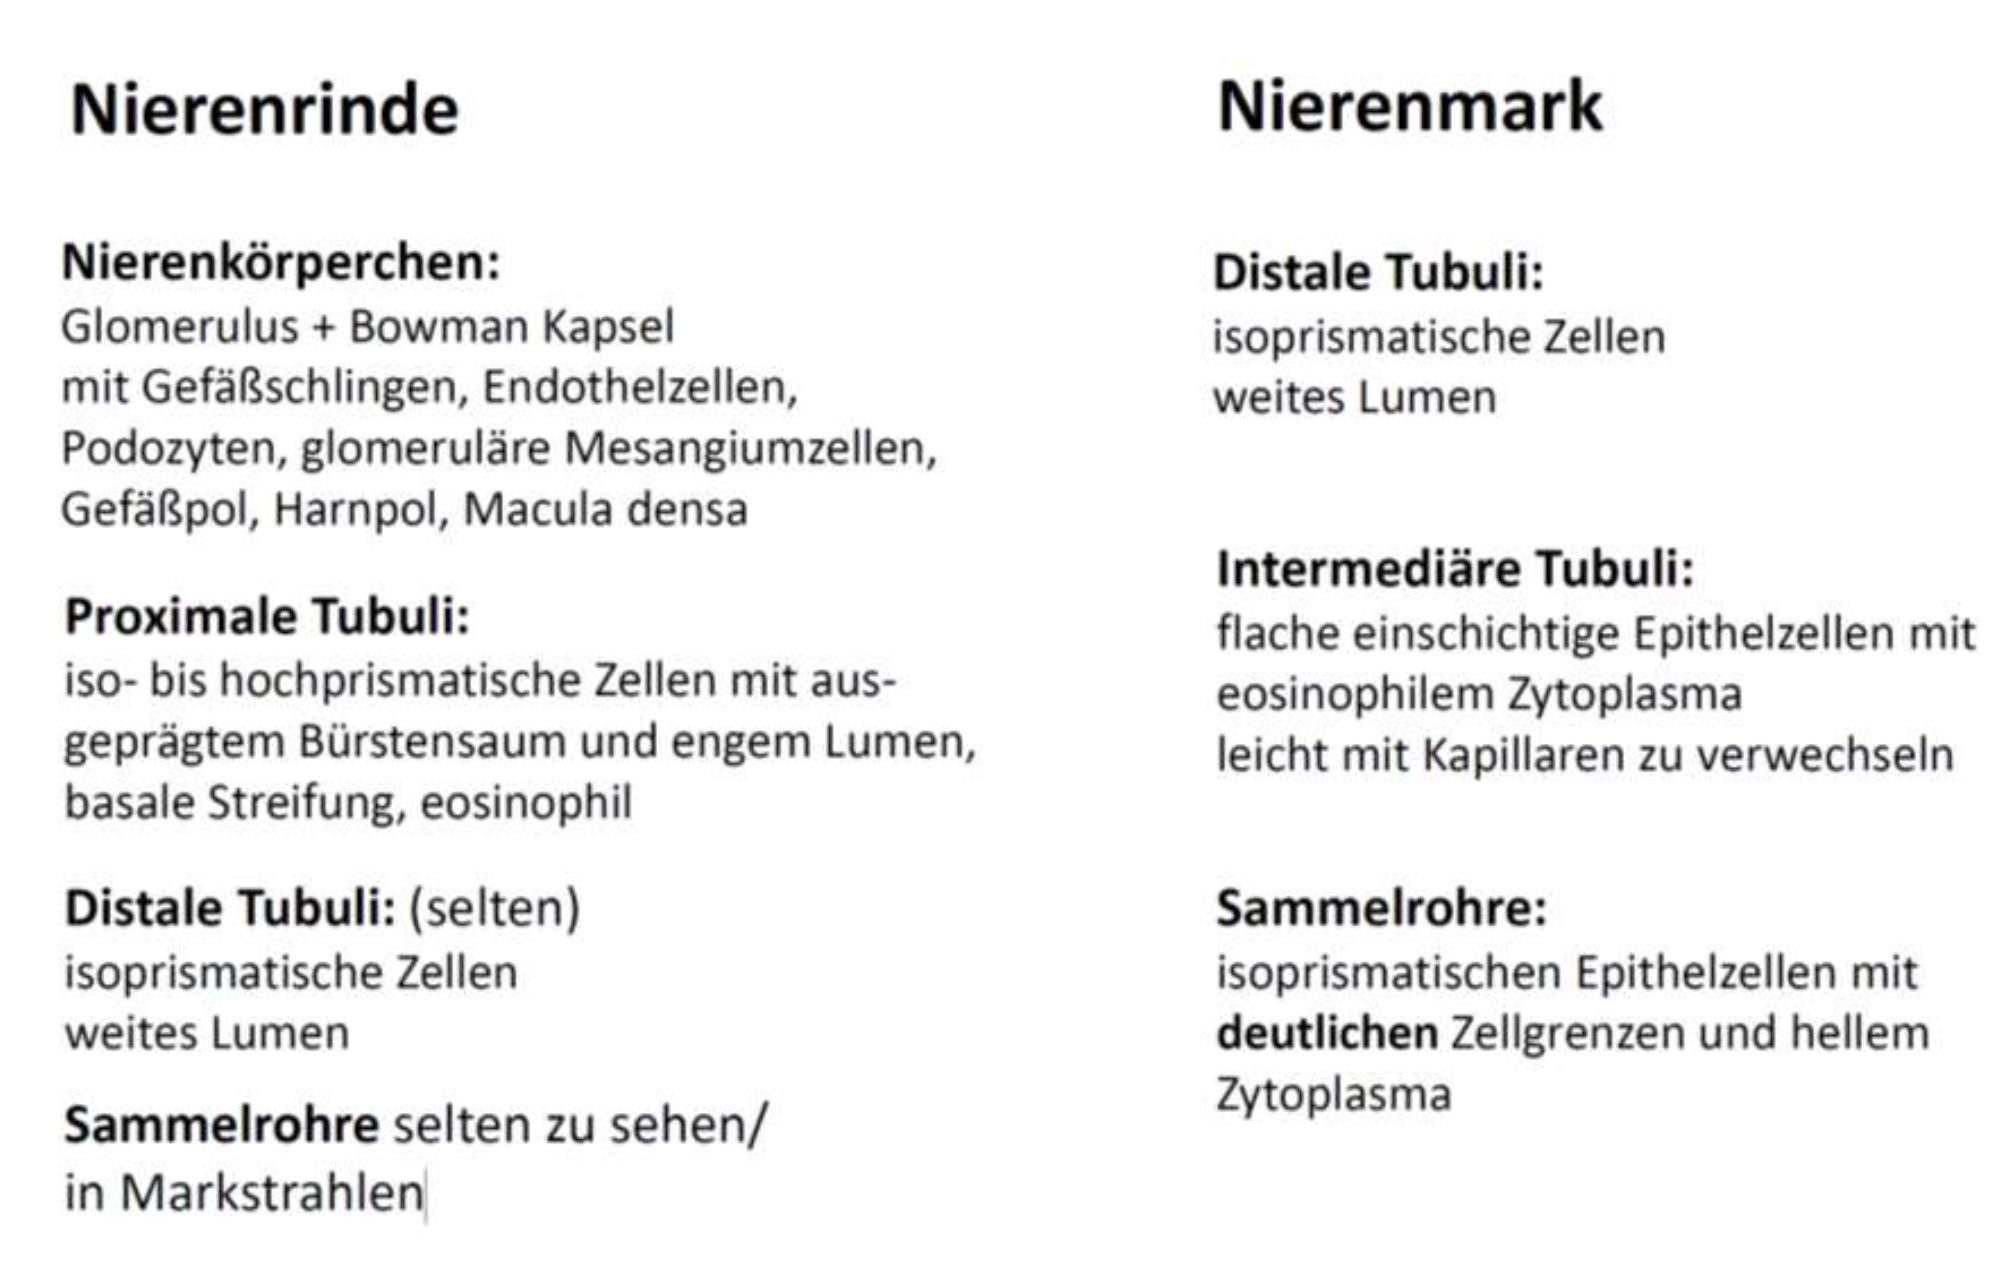 Nierenrinde
Nierenkörperchen:
Glomerulus + Bowman Kapsel
mit Gefäßschlingen, Endothelzellen,
Podozyten, glomeruläre Mesangiumzellen,
Gefäßpol, Harnpol, Macula densa
Proximale Tubuli:
iso- bis hochprismatische Zellen mit aus-
geprägtem Bürstensaum und engem Lumen,
basale Streifung, eosinophil
Distale Tubuli: (selten)
isoprismatische Zellen
weites Lumen
Sammelrohre selten zu sehen/
in Markstrahlen
Nierenmark
Distale Tubuli:
isoprismatische Zellen
weites Lumen
Intermediäre Tubuli:
flache einschichtige Epithelzellen mit
eosinophilem Zytoplasma
leicht mit Kapillaren zu verwechseln
Sammelrohre:
isoprismatischen Epithelzellen mit
deutlichen Zellgrenzen und hellem
Zytoplasma